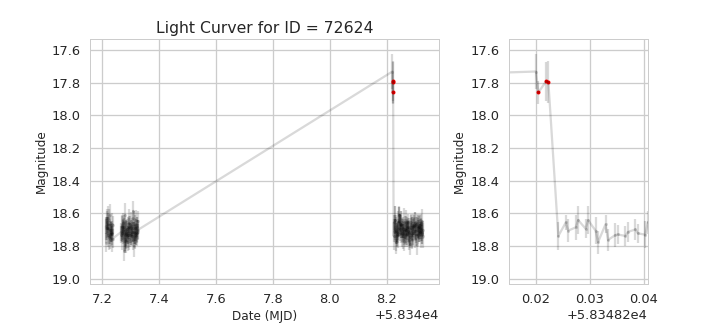 Light Curver for ID = 72624
17.6
17.8
18.0
18.2
18.4
18.6
18.8
19.0
Magnitude
7.2 7.4 7.6 7.8 8.0 8.2
Date (MJD)
+5.834e4
17.6
17.8
18.0
18.2
18.4
18.6
18.8
19.0
Magnitude
0.02 0.03 0.04
+5.83482e4